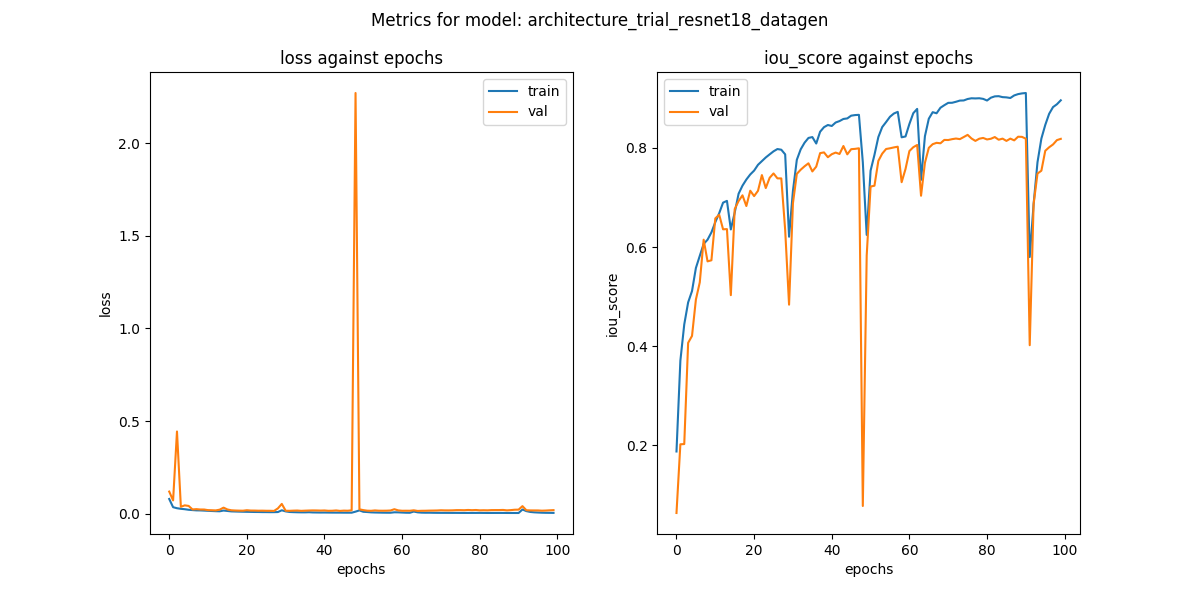 Metrics for model: architecture_trial_resnet18_datagen
loss against epochs
train
val
loss
2.0
1.5
1.0
0.5
0.0
0
20
40
60
80
100
epochs
iou_score against epochs
train
val
iou_score
0.8
0.6
0.4
0.2
0
20
40
60
80
100
epochs